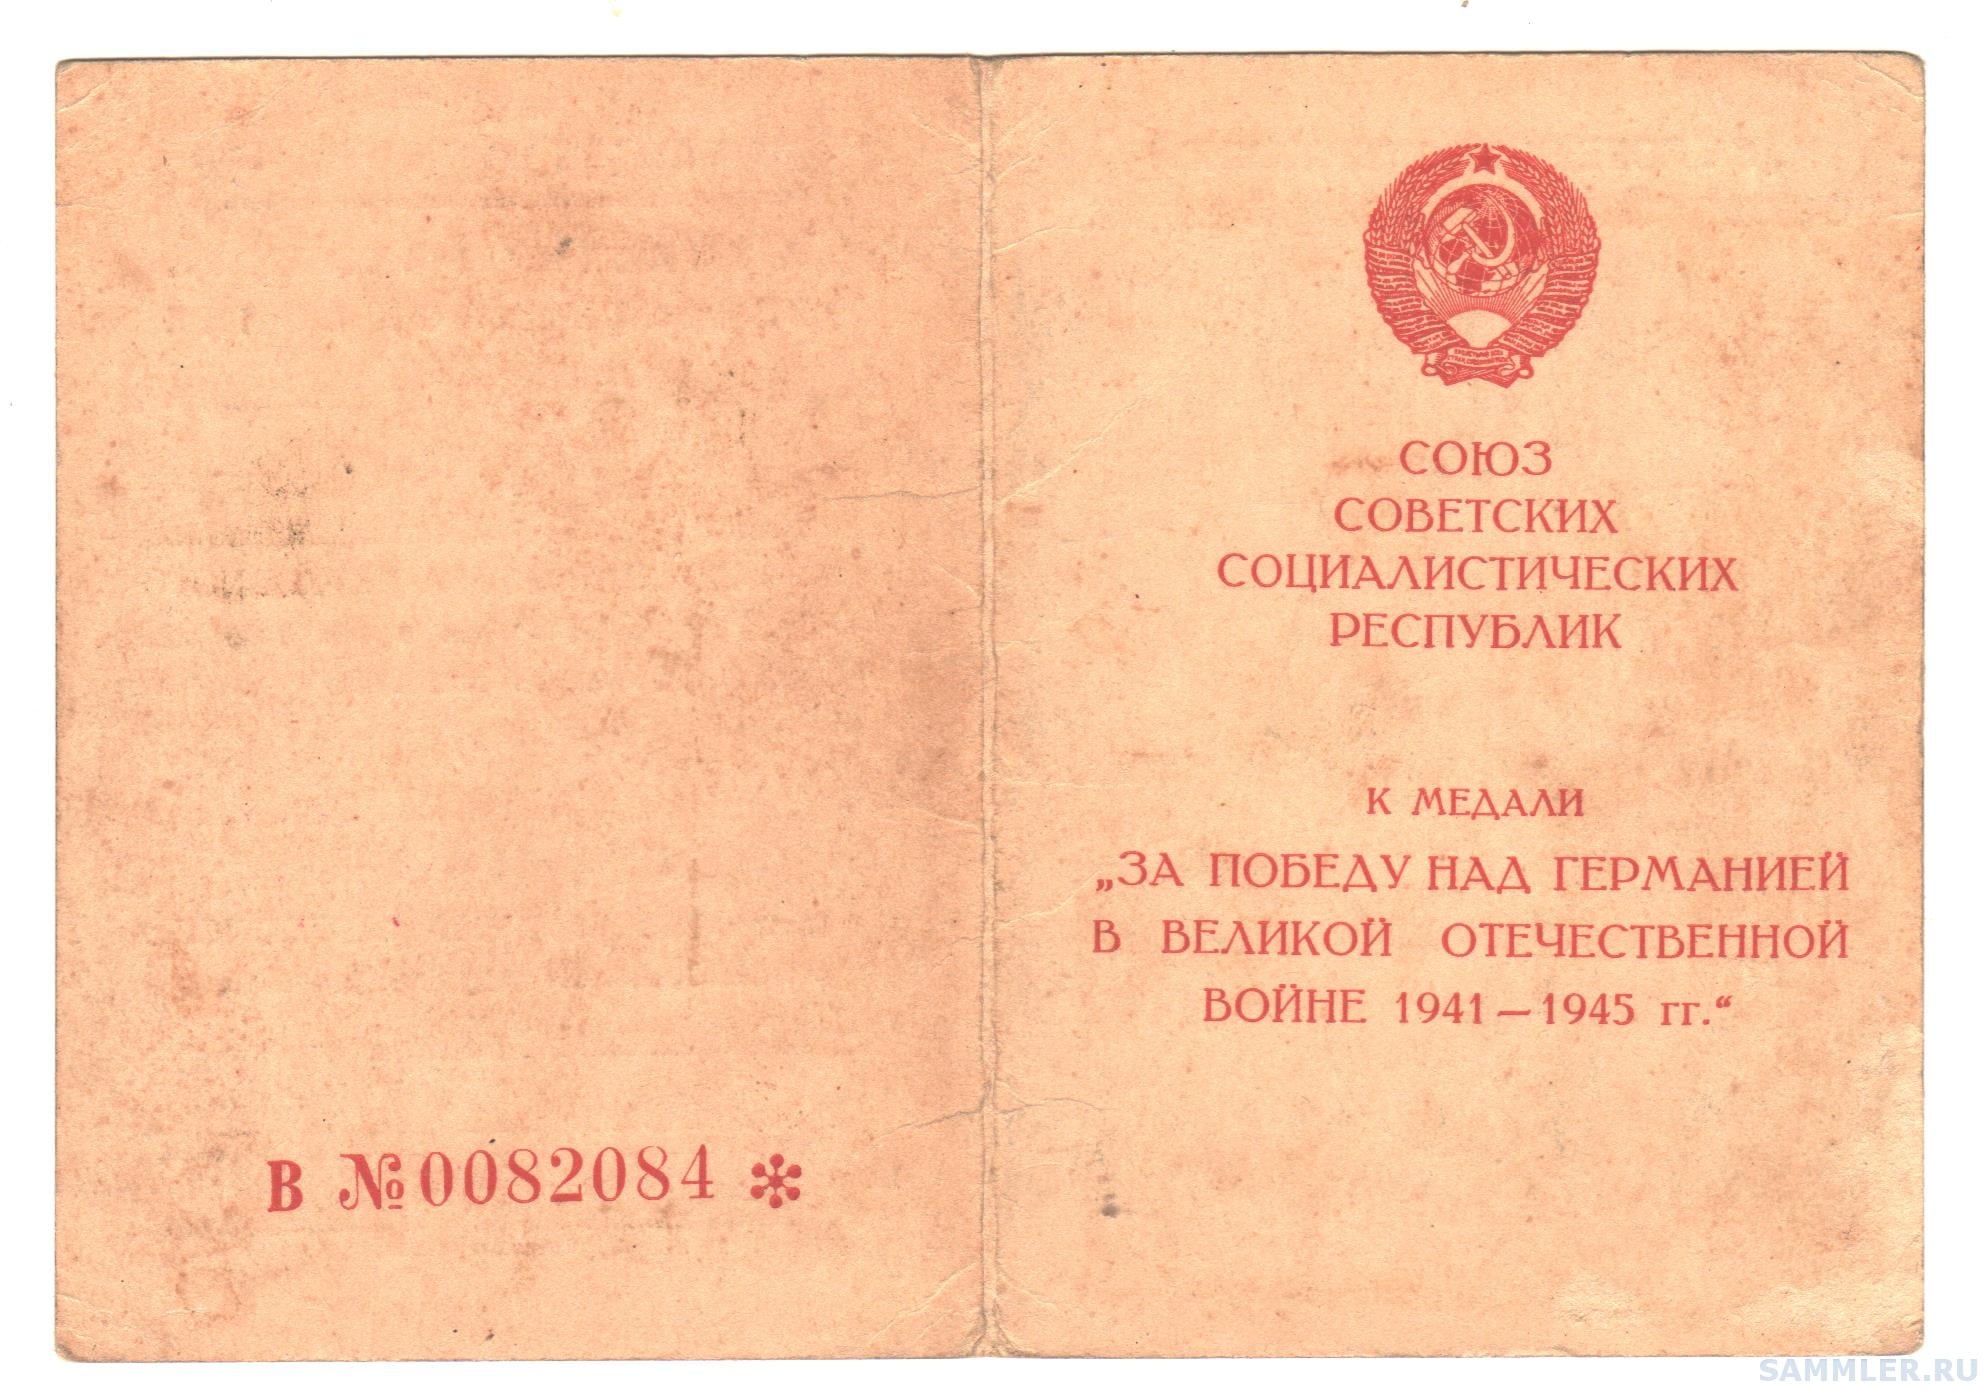 СОЮЗ
СОВЕТСКИХ
СОЦИАЛИСТИЧЕСКИХ
РЕСПУБЛИК
К МЕДАЛИ
„ЗА ПОБЕДУ НАД ГЕРМАНИЕЙ
В ВЕЛИКОЙ ОТЕЧЕСТВЕННОЙ
ВОЙНЕ 1941—1945 гг.“
В №0082084 *
SAMMLER.RU